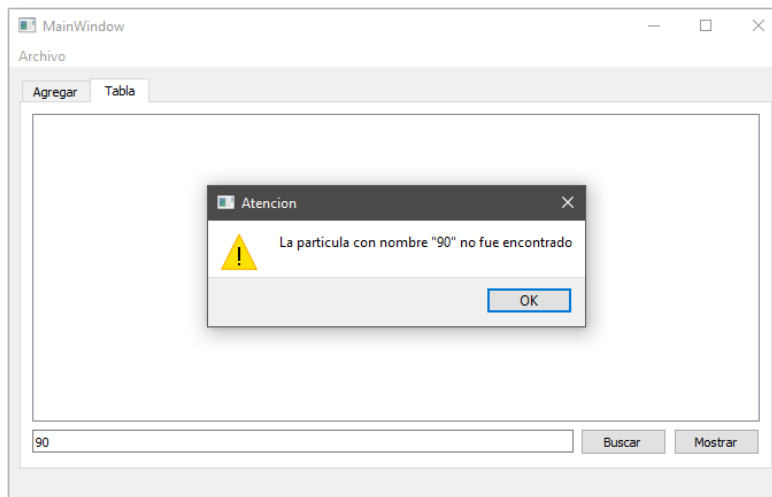 MainWindow
Archivo
Agregar Tabla
Atencion
La particula con nombre "90" no fue encontrado
OK
90 Buscar Mostrar